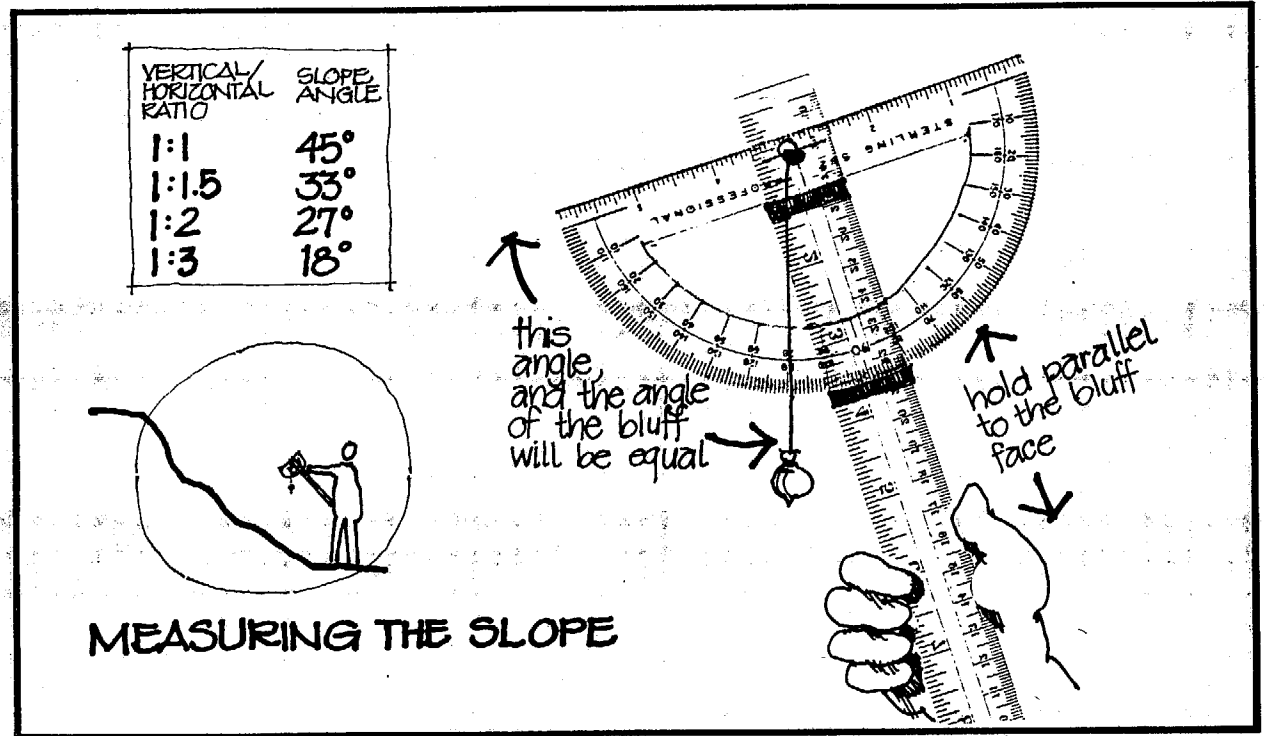 VERTICAL/
HORIZONTAL
RATIO
SLOPE
ANGLE
1:1 45°
1:1.5 33°
1:2 27°
1:3 18°
STERLING
PROFESSIONAL
this
angle,
and the angle
of the bluff
will be equal
hold parallel
to the bluff
face
MEASURING THE SLOPE